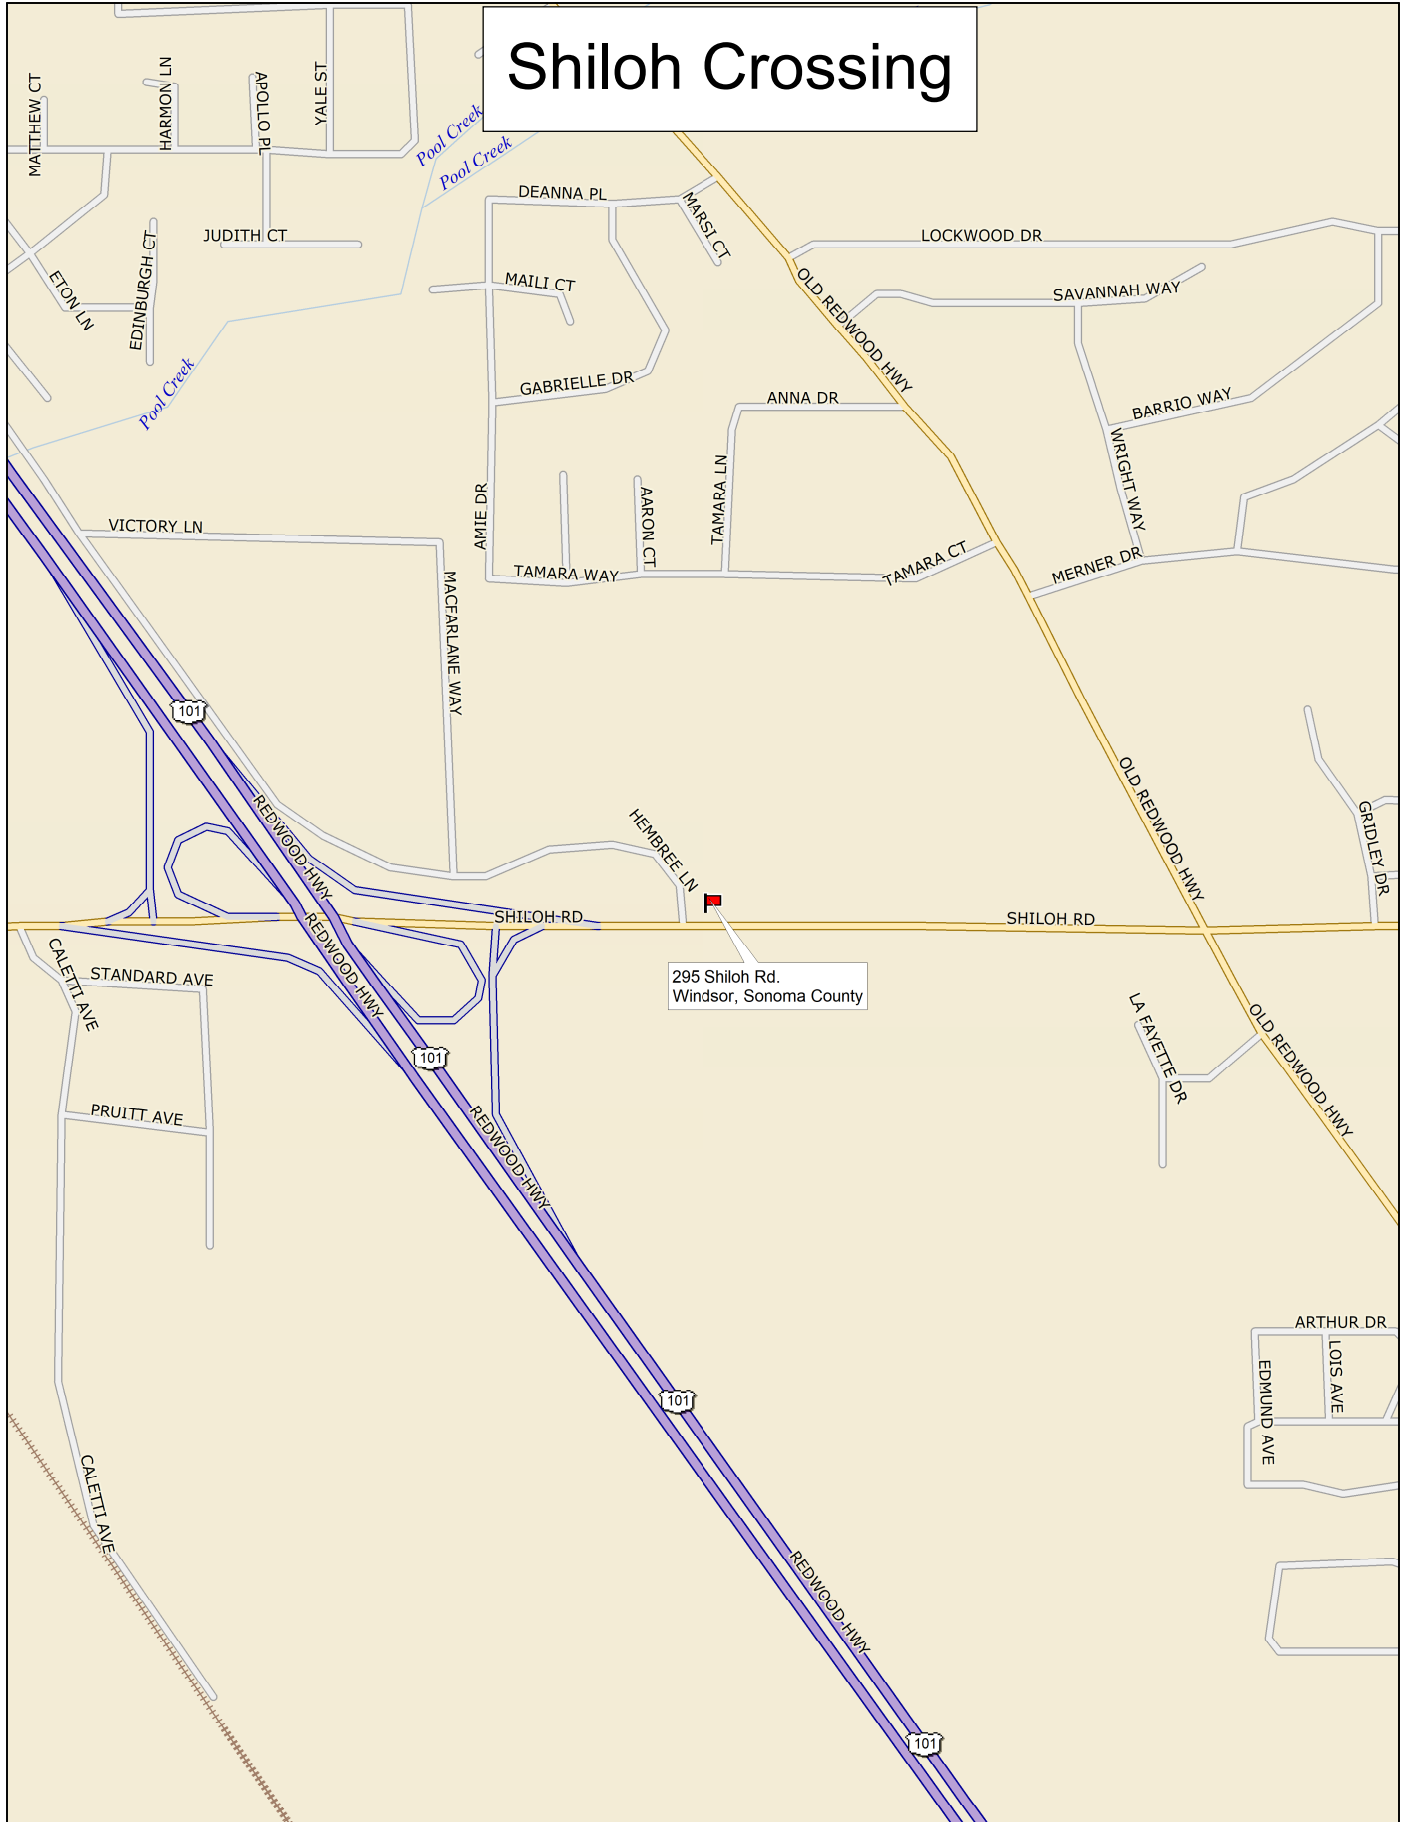 Shiloh Crossing
MATTHEW CT
HARMON LN
APOLLO PL
YALE ST
Pool Creek
Pool Creek
DEANNA PL
MARSI CT
JUDITH CT
LOCKWOOD DR
EDINBURGH CT
ETON LN
MAILI CT
OLD REDWOOD HWY
SAVANNAH WAY
Pool Creek
GABRIELLE DR
ANNA DR
BARRIO WAY
WRIGHT WAY
AMIE DR
AARON CT
TAMARA LN
VICTORY LN
TAMARA WAY
TAMARA CT
MERNER DR
MACFARLANE WAY
101
OLD REDWOOD HWY
REDWOOD HWY
HEMBREE LN
GRIDLEY DR
SHILOH RD
SHILOH RD
REDWOOD HWY
CALETTI AVE
STANDARD AVE
295 Shiloh Rd.
Windsor, Sonoma County
LA FAYETTE DR
OLD REDWOOD HWY
101
PRUITT AVE
REDWOOD HWY
ARTHUR DR
LOIS AVE
EDMUND AVE
101
CALETTI AVE
REDWOOD HWY
101